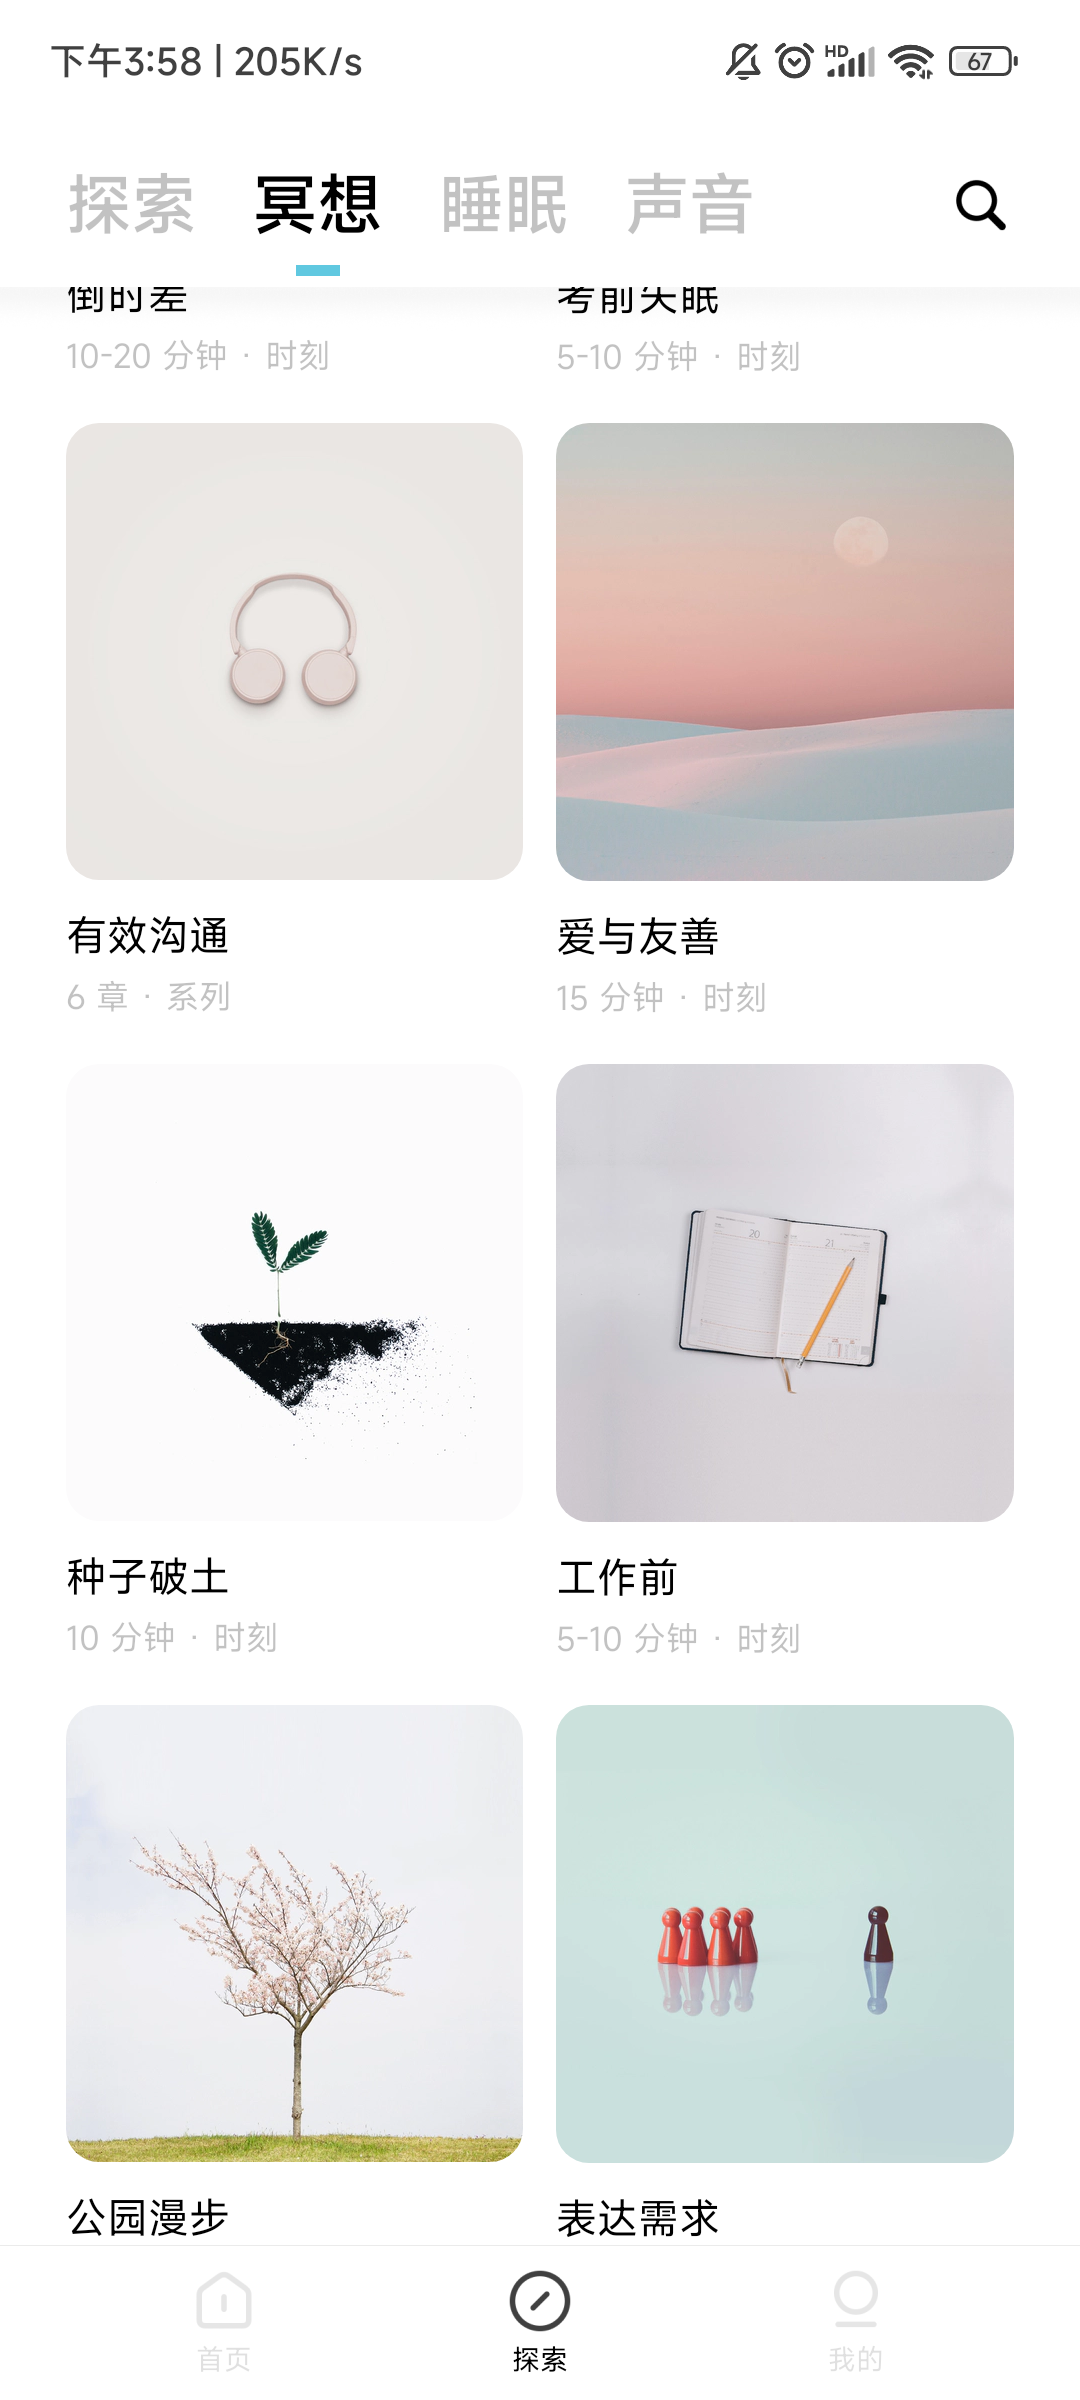 下午3:58 | 205K/s
HD
67
探索 冥想 睡眠 声音
倒时差
考前失眠
10-20 分钟 · 时刻
5-10 分钟 · 时刻
有效沟通
爱与友善
6 章 · 系列
15 分钟 · 时刻
20
21
种子破土
工作前
10 分钟 · 时刻
5-10 分钟 · 时刻
公园漫步
表达需求
首页
探索
我的